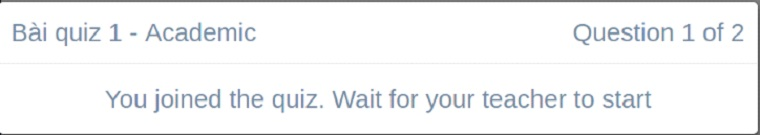 Bài quiz 1 - Academic Question 1 of 2
You joined the quiz. Wait for your teacher to start